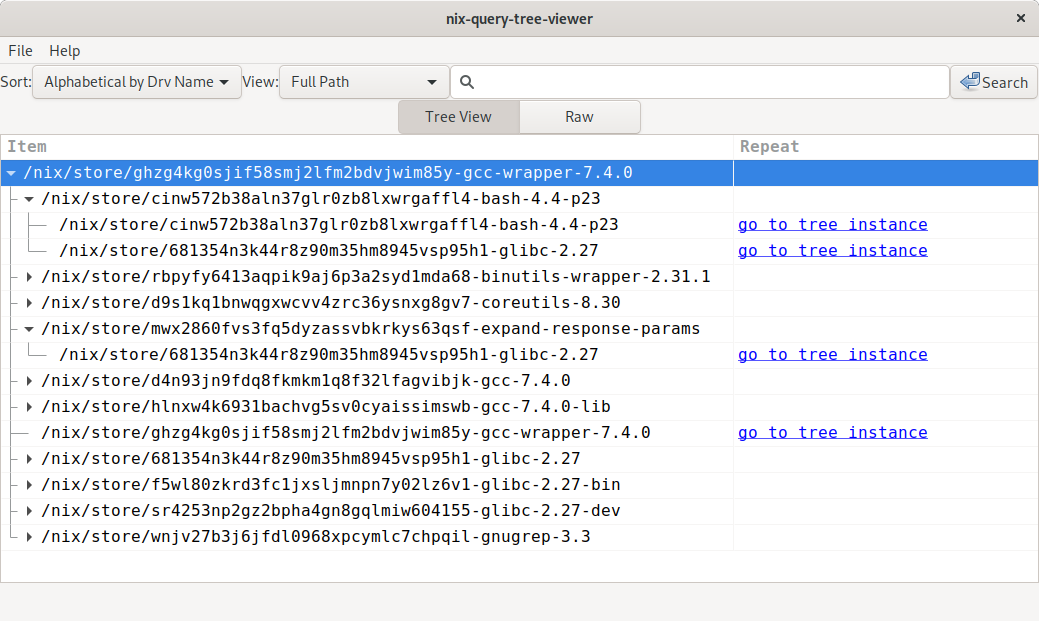 nix-query-tree-viewer
File Help
Sort: Alphabetical by Drv Name View: Full Path Search
Tree View Raw
Item Repeat
/nix/store/ghzg4kg0sjif58smj2lfm2bdvjwim85y-gcc-wrapper-7.4.0
/nix/store/cinw572b38aln37glr0zb8lxwrgaffl4-bash-4.4-p23
/nix/store/cinw572b38aln37glr0zb8lxwrgaffl4-bash-4.4-p23 go to tree instance
/nix/store/681354n3k44r8z90m35hm8945vsp95h1-glibc-2.27 go to tree instance
/nix/store/rbpyfy6413aqpik9aj6p3a2syd1mda68-binutils-wrapper-2.31.1
/nix/store/d9s1kq1bnwqgxwcvv4zrc36ysnxg8gv7-coreutils-8.30
/nix/store/mwx2860fvs3fq5dyzassvbkrkys63qsf-expand-response-params
/nix/store/681354n3k44r8z90m35hm8945vsp95h1-glibc-2.27 go to tree instance
/nix/store/d4n93jn9fdq8fkmkm1q8f32lfagvibjk-gcc-7.4.0
/nix/store/hlnxw4k6931bachvg5sv0cyaissimswb-gcc-7.4.0-lib
/nix/store/ghzg4kg0sjif58smj2lfm2bdvjwim85y-gcc-wrapper-7.4.0 go to tree instance
/nix/store/681354n3k44r8z90m35hm8945vsp95h1-glibc-2.27
/nix/store/f5wl80zkrd3fc1jxsljmnpn7y02lz6v1-glibc-2.27-bin
/nix/store/sr4253np2gz2bpha4gn8gqlmiw604155-glibc-2.27-dev
/nix/store/wnjv27b3j6jfdl0968xpcymlc7chpqil-gnugrep-3.3